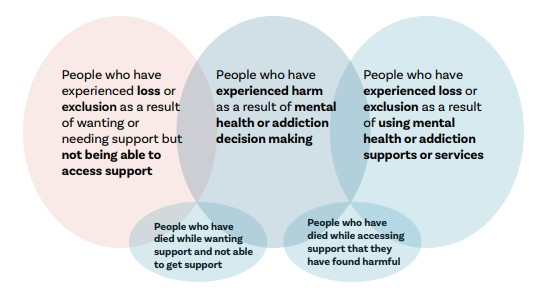 People who have
experienced loss or
exclusion as a result
of wanting or
needing support but
not being able to
access support
People who have
experienced harm
as a result of mental
health or addiction
decision making
People who have
experienced loss or
exclusion as a result
of using mental
health or addiction
supports or services
People who have
died while wanting
support and not able
to get support
People who have
died while accessing
support that they
have found harmful